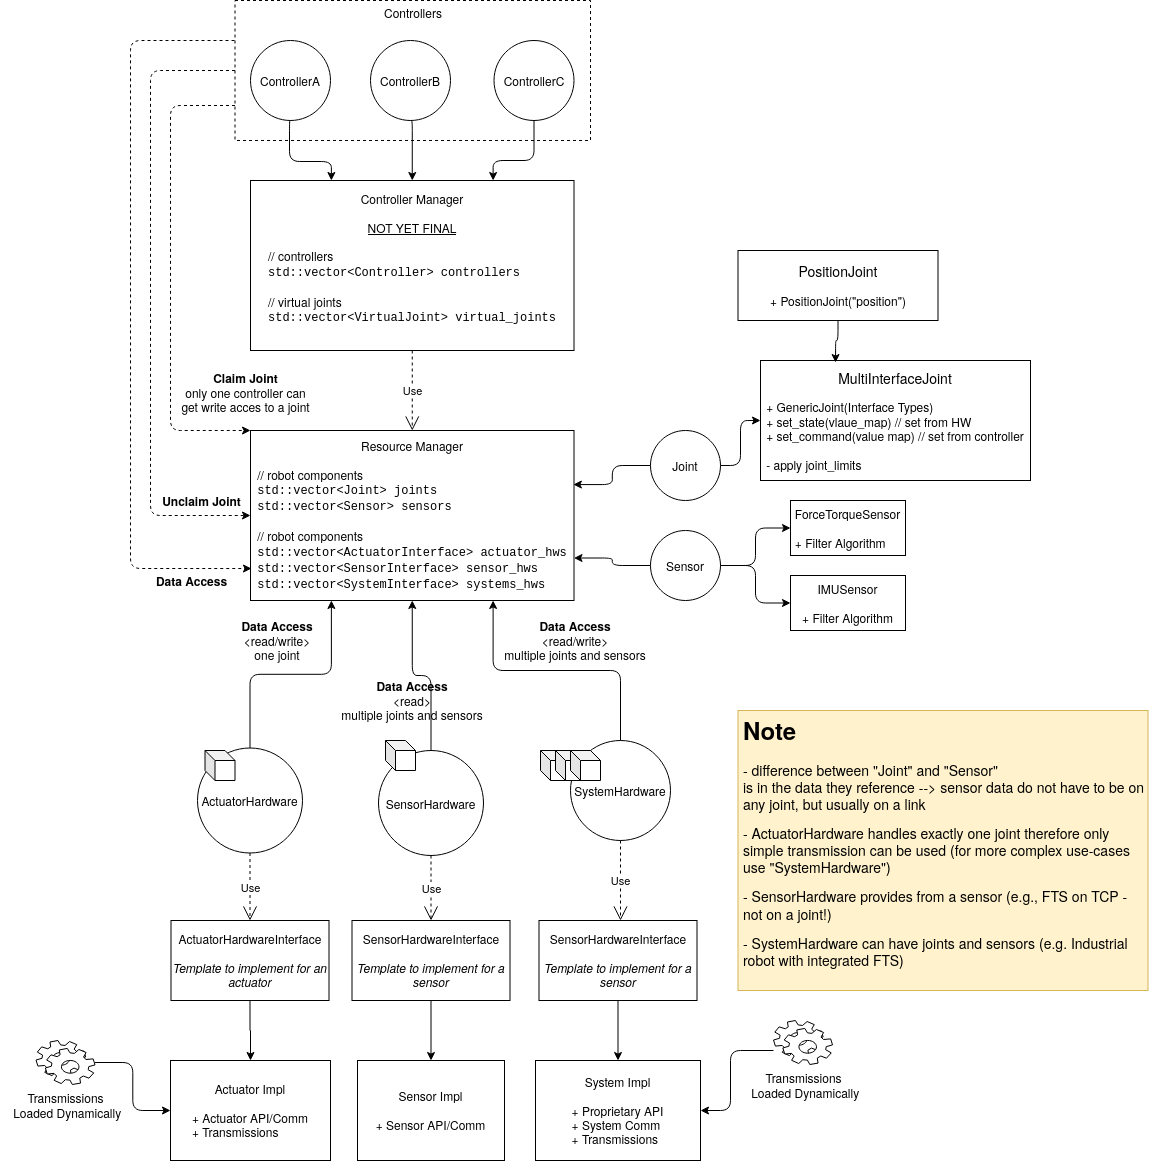 Controllers
ControllerA
ControllerB
ControllerC
Controller Manager
NOT YET FINAL
// controllers
std::vector<Controller> controllers
// virtual joints
std::vector<VirtualJoint> virtual_joints
PositionJoint
+ PositionJoint("position")
Claim Joint
only one controller can
get write acces to a joint
Use
MultiInterfaceJoint
+ GenericJoint(Interface Types)
+ set_state(vlaue_map) // set from HW
+ set_command(value map) // set from controller
- apply joint_limits
Resource Manager
// robot components
std::vector<Joint> joints
std::vector<Sensor> sensors
// robot components
std::vector<ActuatorInterface> actuator_hws
std::vector<SensorInterface> sensor_hws
std::vector<SystemInterface> systems_hws
Unclaim Joint
Data Access
Joint
Sensor
ForceTorqueSensor
+ Filter Algorithm
IMUSensor
+ Filter Algorithm
Data Access
<read/write>
one joint
Data Access
<read>
multiple joints and sensors
Data Access
<read/write>
multiple joints and sensors
ActuatorHardware
SensorHardware
SystemHardware
Note
- difference between "Joint" and "Sensor"
is in the data they reference --> sensor data do not have to be on
any joint, but usually on a link
- ActuatorHardware handles exactly one joint therefore only
simple transmission can be used (for more complex use-cases
use "SystemHardware")
- SensorHardware provides from a sensor (e.g., FTS on TCP -
not on a joint!)
- SystemHardware can have joints and sensors (e.g. Industrial
robot with integrated FTS)
Use
Use
Use
ActuatorHardwareInterface
Template to implement for an
actuator
SensorHardwareInterface
Template to implement for a
sensor
SensorHardwareInterface
Template to implement for a
sensor
Transmissions
Loaded Dynamically
Actuator Impl
+ Actuator API/Comm
+ Transmissions
Sensor Impl
+ Sensor API/Comm
System Impl
+ Proprietary API
+ System Comm
+ Transmissions
Transmissions
Loaded Dynamically